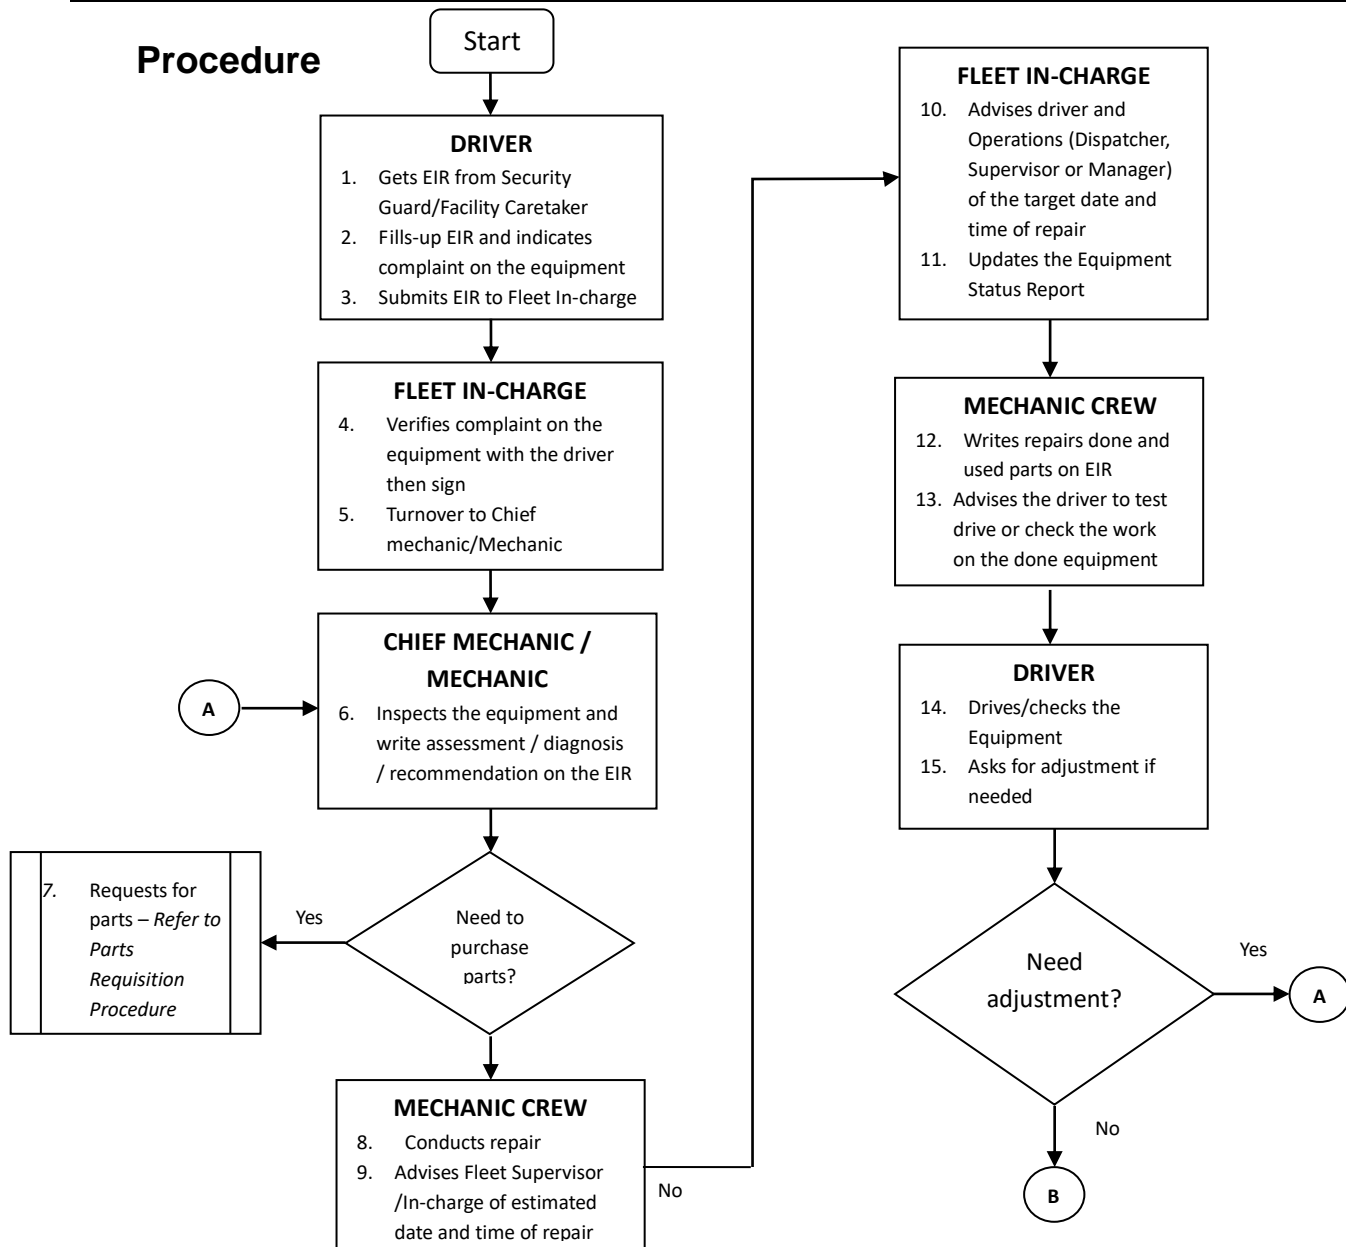 Procedure
Start
DRIVER
1. Gets EIR from Security
Guard/Facility Caretaker
2. Fills-up EIR and indicates
complaint on the equipment
3. Submits EIR to Fleet In-charge
FLEET IN-CHARGE
4. Verifies complaint on the
equipment with the driver
then sign
5. Turnover to Chief
mechanic/Mechanic
A
CHIEF MECHANIC /
MECHANIC
6. Inspects the equipment and
write assessment / diagnosis
/ recommendation on the EIR
7. Requests for
parts – Refer to
Parts
Requisition
Procedure
Yes
Need to
purchase
parts?
MECHANIC CREW
8. Conducts repair
9. Advises Fleet Supervisor
/In-charge of estimated
date and time of repair
No
FLEET IN-CHARGE
10. Advises driver and
Operations (Dispatcher,
Supervisor or Manager)
of the target date and
time of repair
11. Updates the Equipment
Status Report
MECHANIC CREW
12. Writes repairs done and
used parts on EIR
13. Advises the driver to test
drive or check the work
on the done equipment
DRIVER
14. Drives/checks the
Equipment
15. Asks for adjustment if
needed
Need
adjustment?
Yes
A
No
B